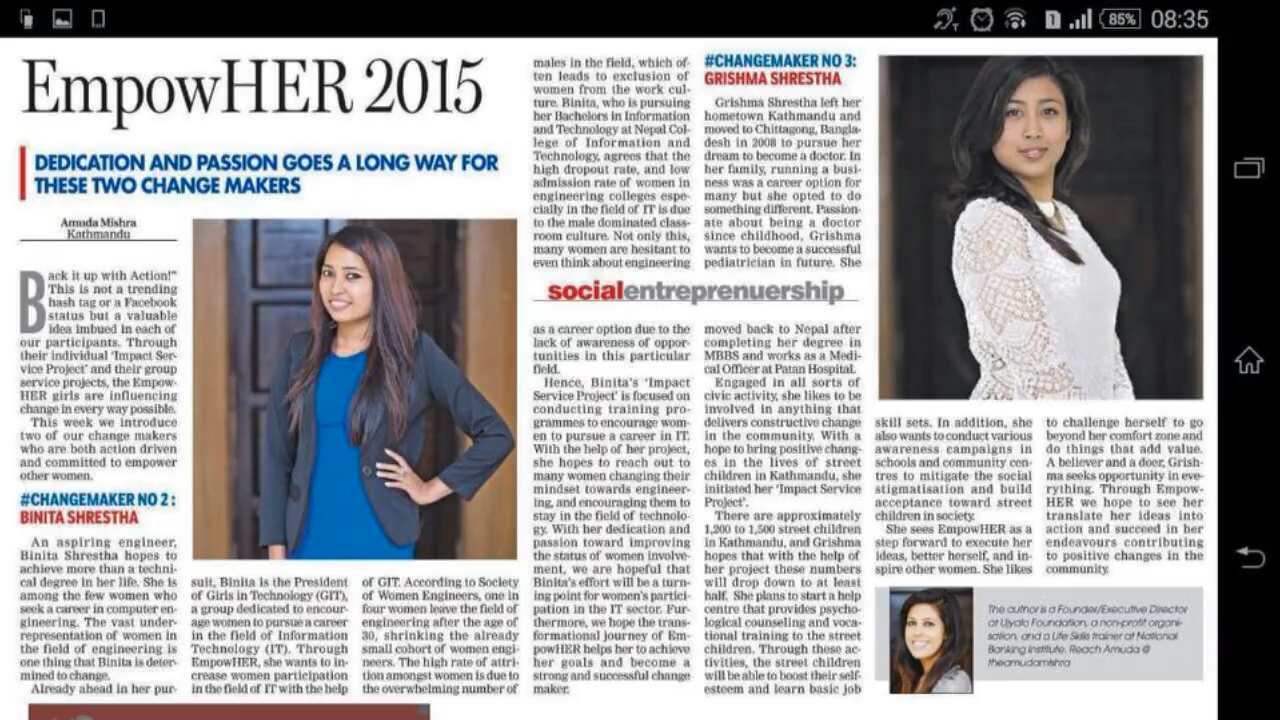 85% 08:35
EmpowHER 2015
DEDICATION AND PASSION GOES A LONG WAY FOR
THESE TWO CHANGE MAKERS
Amuda Mishra
Kathmandu
Back it up with Action!"
This is not a trending
hash tag or a Facebook
status but a valuable
idea imbued in each of
our participants. Through
their individual 'Impact Ser-
vice Project' and their group
service projects, the Empow-
HER girls are influencing
change in every way possible.
This week we introduce
two of our change makers
who are both action driven
and committed to empower
other women.
#CHANGEMAKER NO 2 :
BINITA SHRESTHA
An aspiring engineer,
Binita Shrestha hopes to
achieve more than a techni-
cal degree in her life. She is
among the few women who
seek a career in computer en-
gineering. The vast under-
representation of women in
the field of engineering is
one thing that Binita is deter-
mined to change.
Already ahead in her pur-
suit, Binita is the President
of Girls in Technology (GIT),
a group dedicated to encour-
age women to pursue a career
in the field of Information
Technology (IT). Through
EmpowHER, she wants to in-
crease women participation
in the field of IT with the help
of GIT. According to Society
of Women Engineers, one in
four women leave the field of
engineering after the age of
30, shrinking the already
small cohort of women engi-
neers. The high rate of attri-
tion amongst women is due to
the overwhelming number of
males in the field, which of-
ten leads to exclusion of
women from the work cul-
ture. Binita, who is pursuing
her Bachelors in Information
and Technology at Nepal Col-
lege of Information and
Technology, agrees that the
high dropout rate, and low
admission rate of women in
engineering colleges espe-
cially in the field of IT is due
to the male dominated class-
room culture. Not only this,
many women are hesitant to
even think about engineering
socialentreprenuership
as a career option due to the
lack of awareness of oppor-
tunities in this particular
field.
Hence, Binita's 'Impact
Service Project' is focused on
conducting training pro-
grammes to encourage wom-
en to pursue a career in IT.
With the help of her project,
she hopes to reach out to
many women changing their
mindset towards engineer-
ing, and encouraging them to
stay in the field of technolo-
gy. With her dedication and
passion toward improving
the status of women involve-
ment, we are hopeful that
Binita's effort will be a turn-
ing point for women's partici-
pation in the IT sector. Fur-
thermore, we hope the trans-
formational journey of Em-
powHER helps her to achieve
her goals and become a
strong and successful change
maker.
#CHANGEMAKER NO 3:
GRISHMA SHRESTHA
Grishma Shrestha left her
hometown Kathmandu and
moved to Chittagong, Bangla-
desh in 2008 to pursue her
dream to become a doctor. In
her family, running a busi-
ness was a career option for
many but she opted to do
something different. Passion-
ate about being a doctor
since childhood, Grishma
wants to become a successful
pediatrician in future. She
moved back to Nepal after
completing her degree in
MBBS and works as a Medi-
cal Officer at Patan Hospital.
Engaged in all sorts of
civic activity, she likes to be
involved in anything that
delivers constructive change
in the community. With a
hope to bring positive chang-
es in the lives of street
children in Kathmandu, she
initiated her 'Impact Service
Project'.
There are approximately
1,200 to 1,500 street children
in Kathmandu, and Grishma
hopes that with the help of
her project these numbers
will drop down to at least
half. She plans to start a help
centre that provides psycho-
logical counseling and voca-
tional training to the street
children. Through these ac-
tivities, the street children
will be able to boost their self-
esteem and learn basic job
skill sets. In addition, she
also wants to conduct various
awareness campaigns in
schools and community cen-
tres to mitigate the social
stigmatisation and build
acceptance toward street
children in society.
She sees EmpowHER as a
step forward to execute her
ideas, better herself, and in-
spire other women. She likes
to challenge herself to go
beyond her comfort zone and
do things that add value.
A believer and a doer, Grish-
ma seeks opportunity in eve-
rything. Through Empow-
HER we hope to see her
translate her ideas into
action and succeed in her
endeavours contributing
to positive changes in the
community.
The author is a Founder/Executive Director
at Ujyalo Foundation, a non-profit organi-
sation, and a Life Skills trainer at National
Banking Institute. Reach Amuda @
theamudamishra